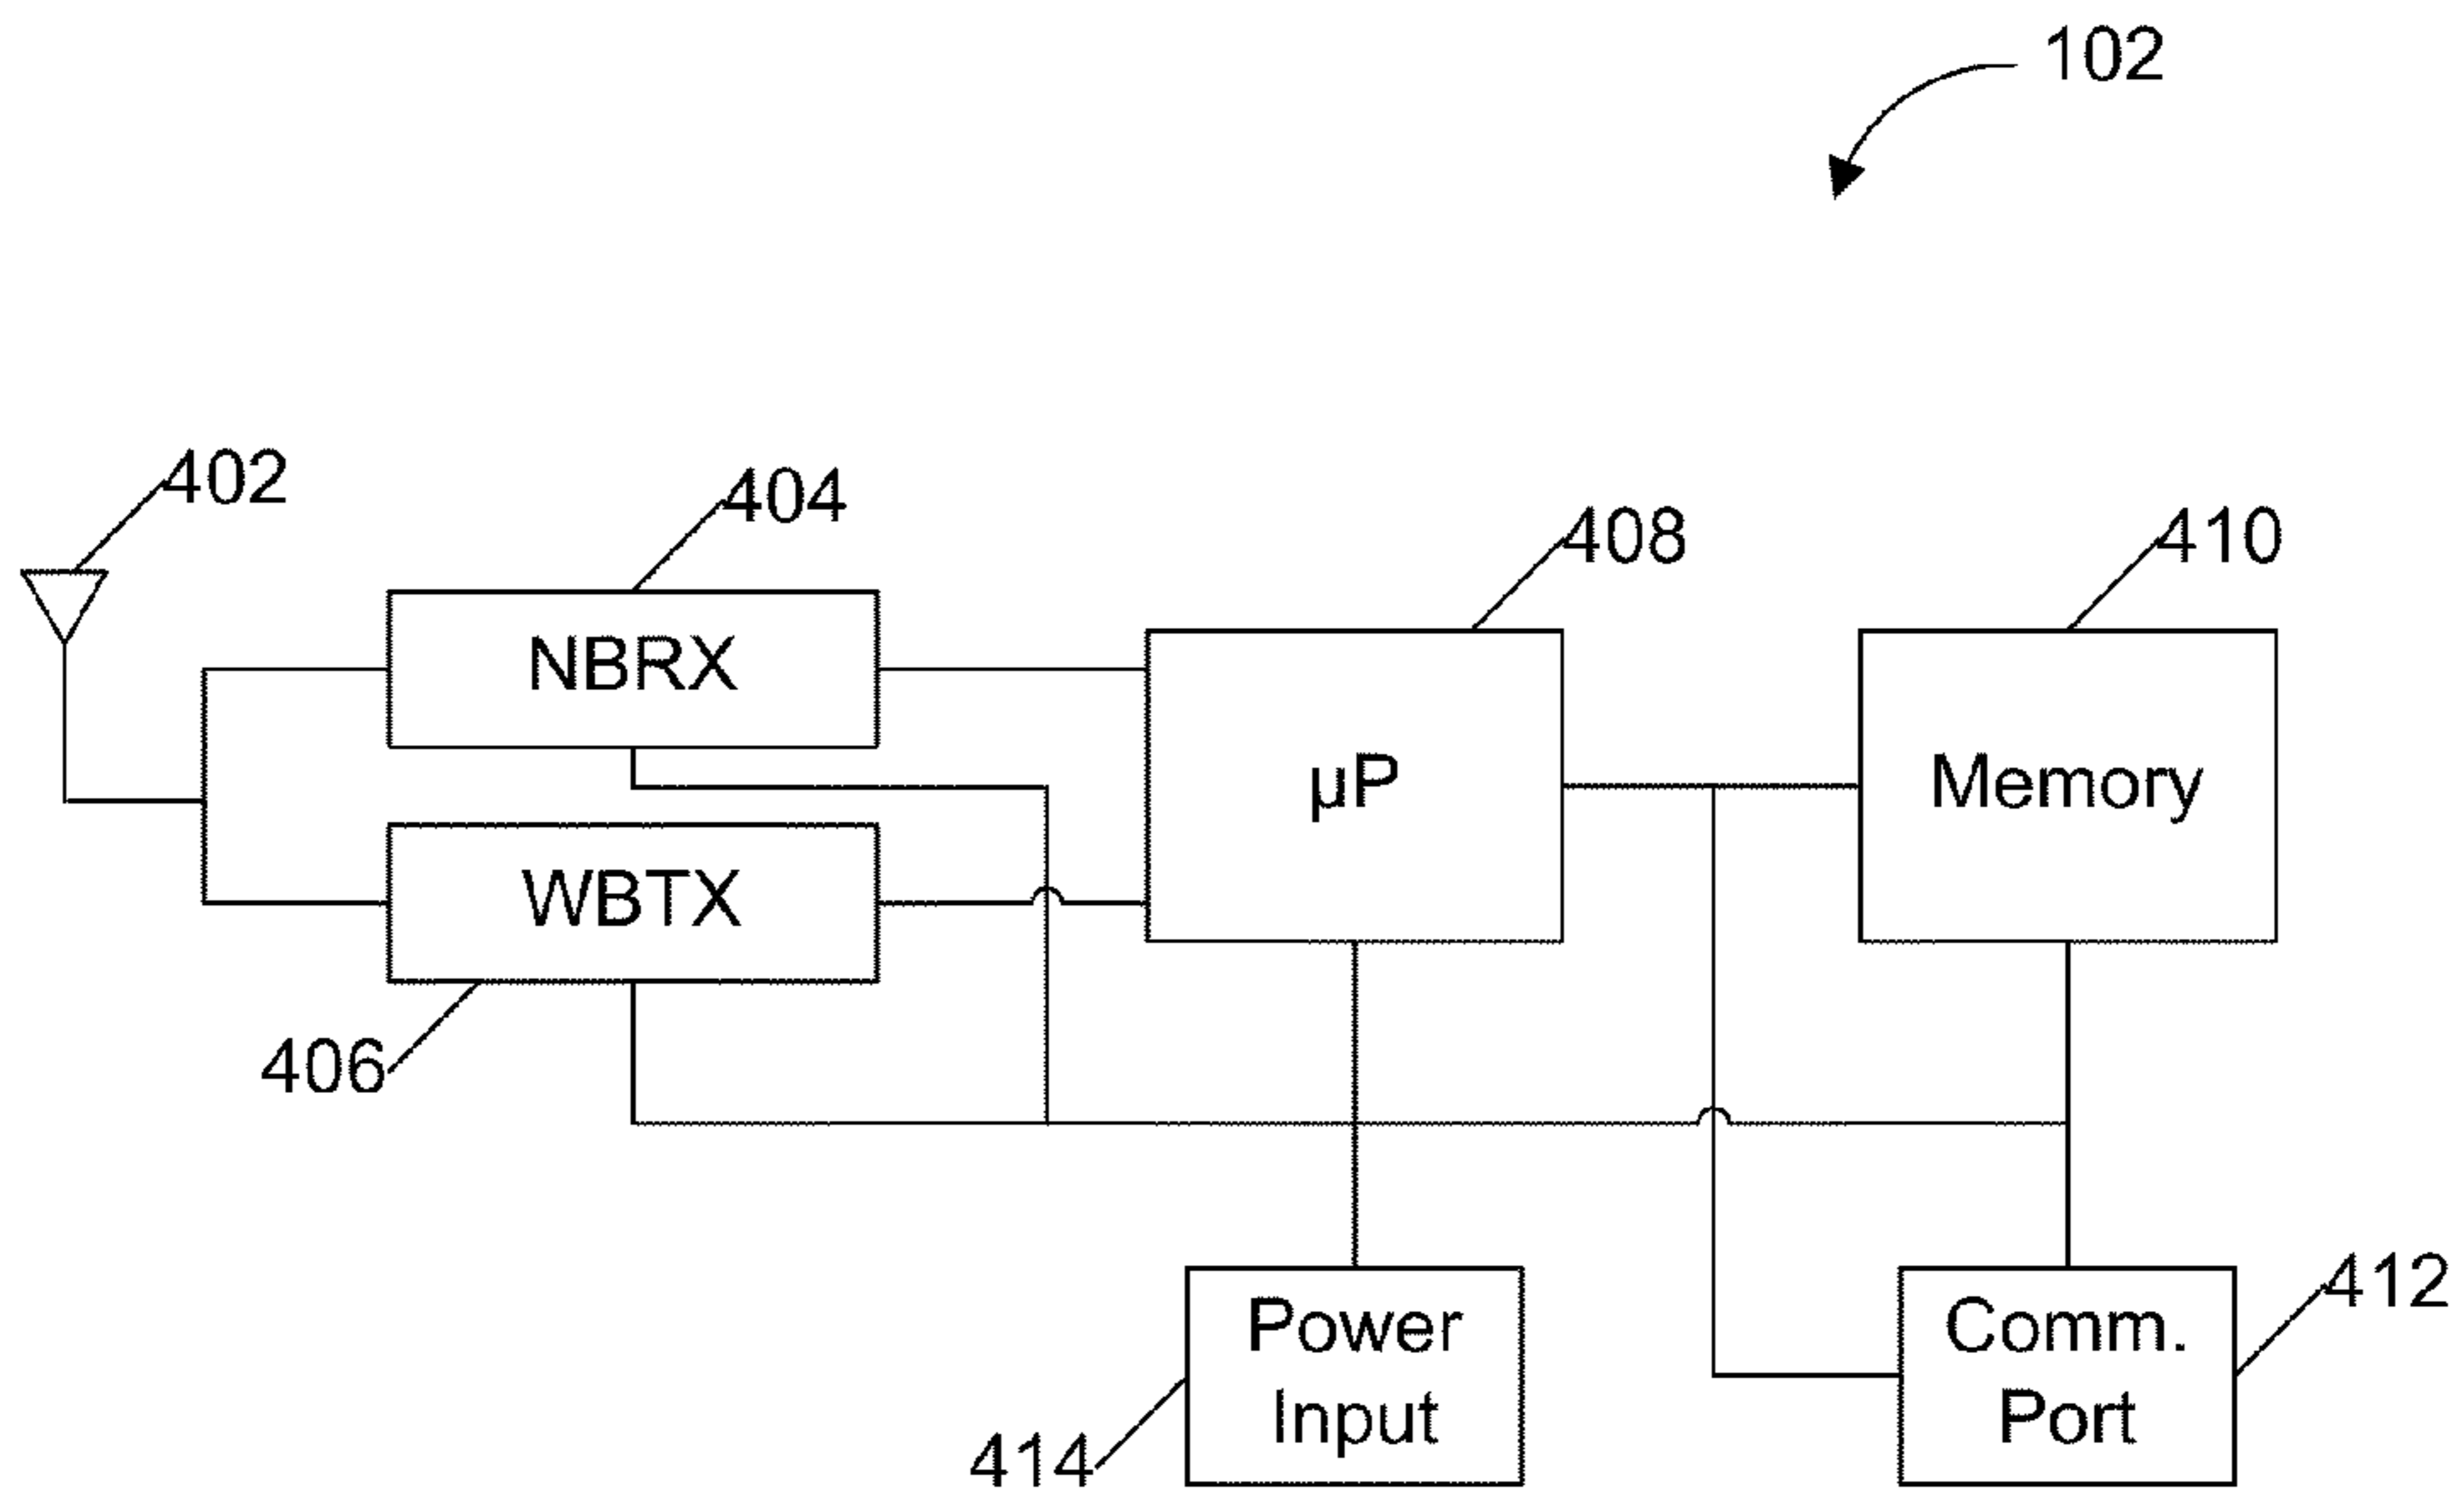 102
402
404
408
410
NBRX
µP
Memory
WBTX
406
412
Power
Input
Comm.
Port
414